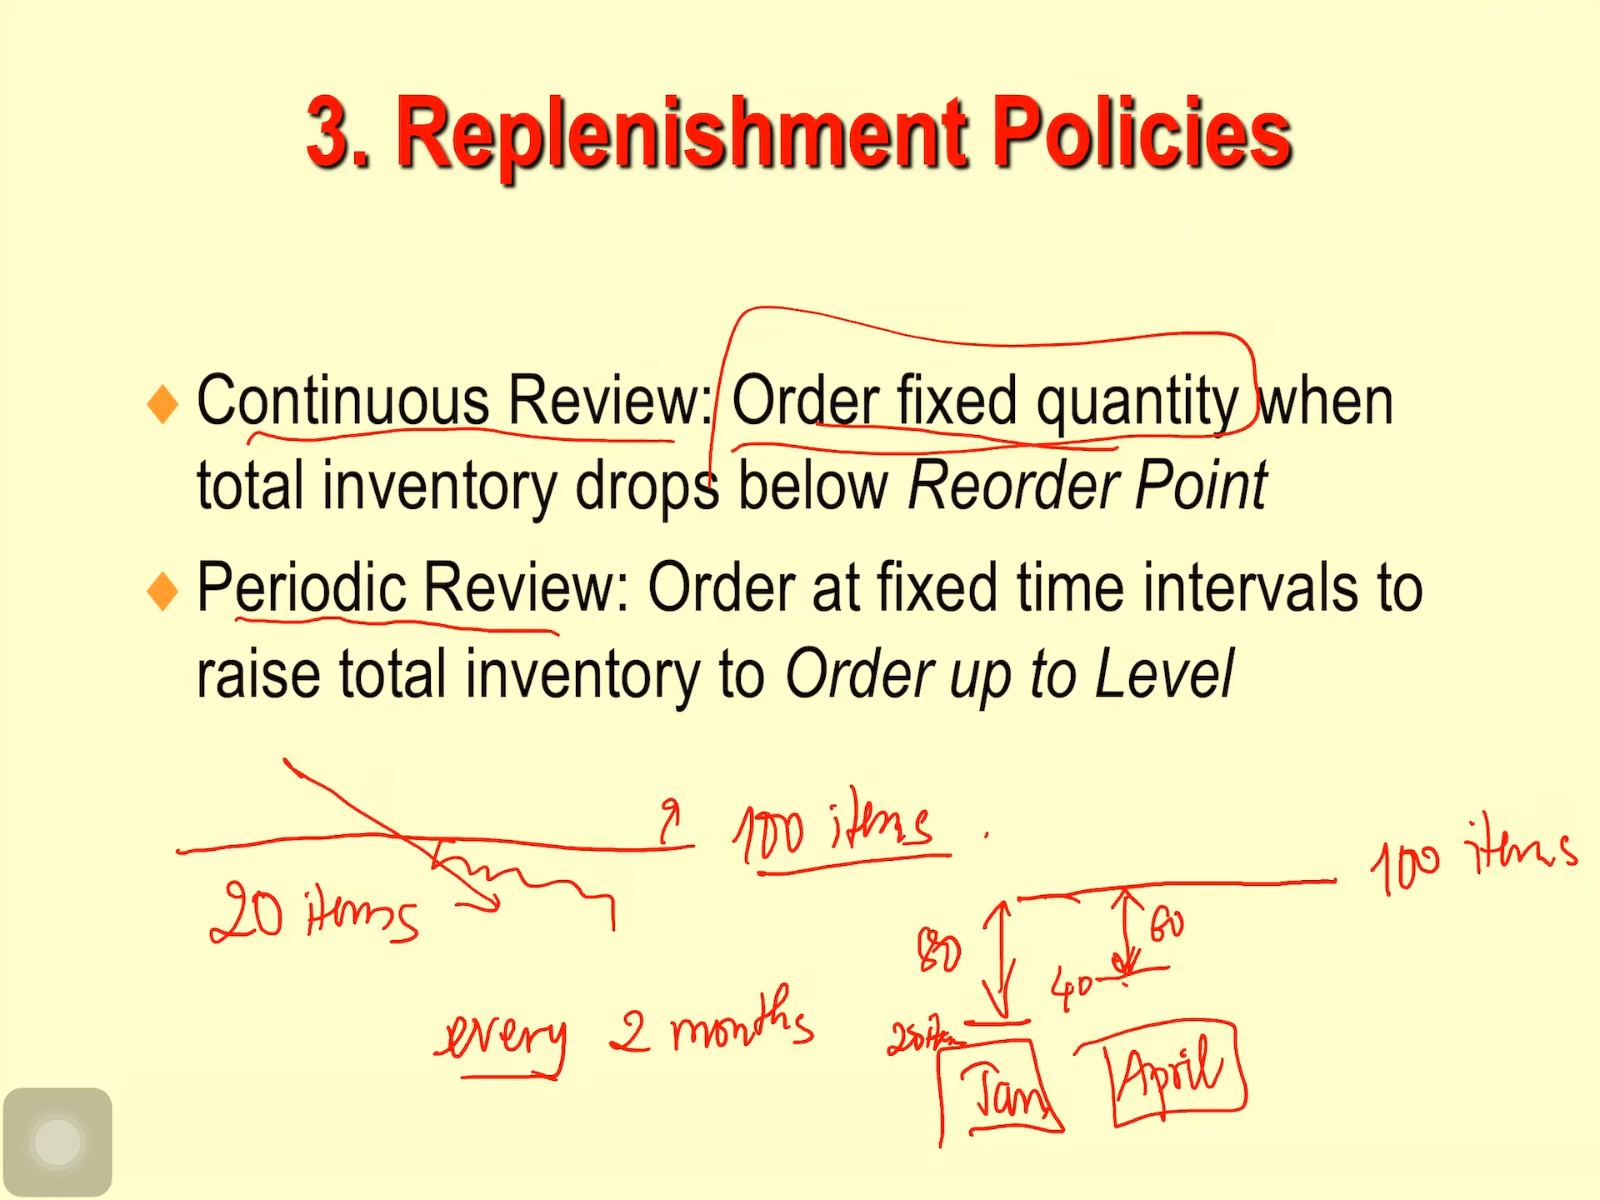 3. Replenishment Policies
Continuous Review: Order fixed quantity when
total inventory drops below Reorder Point
Periodic Review: Order at fixed time intervals to
raise total inventory to Order up to Level
100 items
100 items
20 items
80
60
40
every 2 months
Jan
April